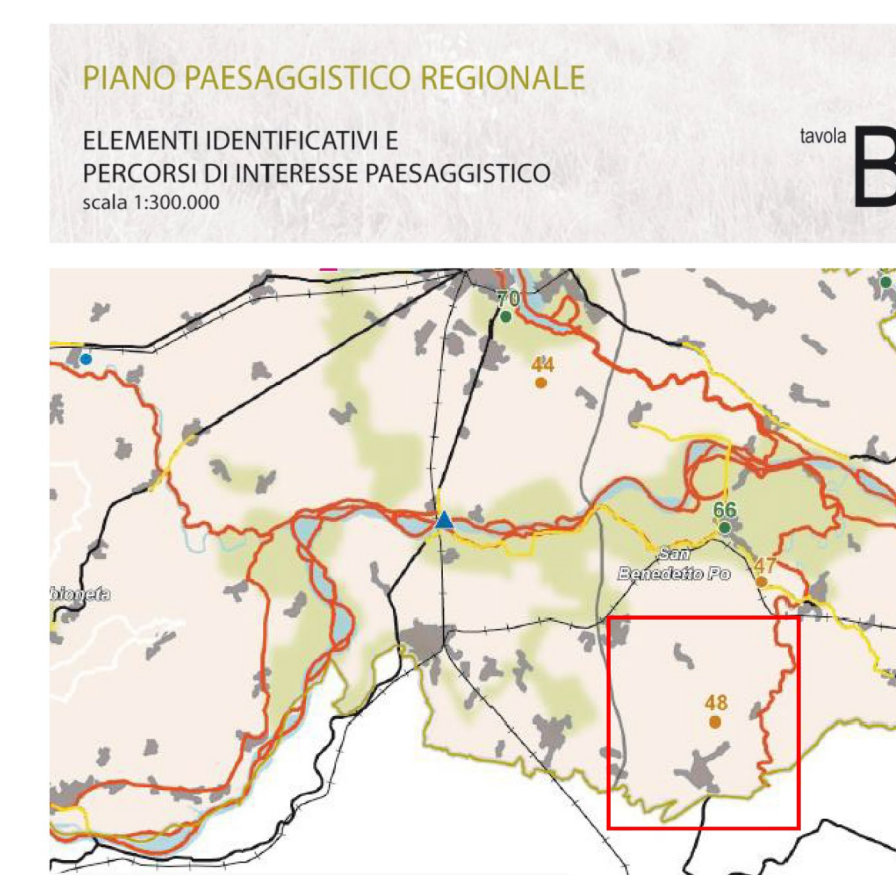 PIANO PAESAGGISTICO REGIONALE
ELEMENTI IDENTIFICATIVI E
PERCORSI DI INTERESSE PAESAGGISTICO
scala 1:300.000
tavola B
70
44
66
San
Benedetto Po
47
bioneta
48